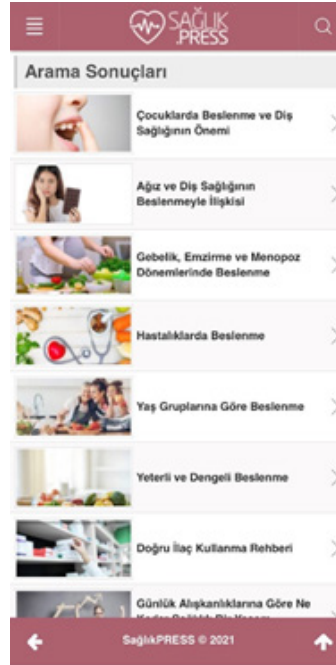 SAĞLIK
.PRESS
Arama Sonuçları
Çocuklarda Beslenme ve Diş
Sağlığının Önemi
Ağız ve Diş Sağlığının
Beslenmeyle İlişkisi
Gebelik, Emzirme ve Menopoz
Dönemlerinde Beslenme
Hastalıklarda Beslenme
Yaş Gruplarına Göre Beslenme
Yeterli ve Dengeli Beslenme
Doğru İlaç Kullanma Rehberi
Günlük Alışkanlıklarına Göre Ne
SağlıkPRESS © 2021